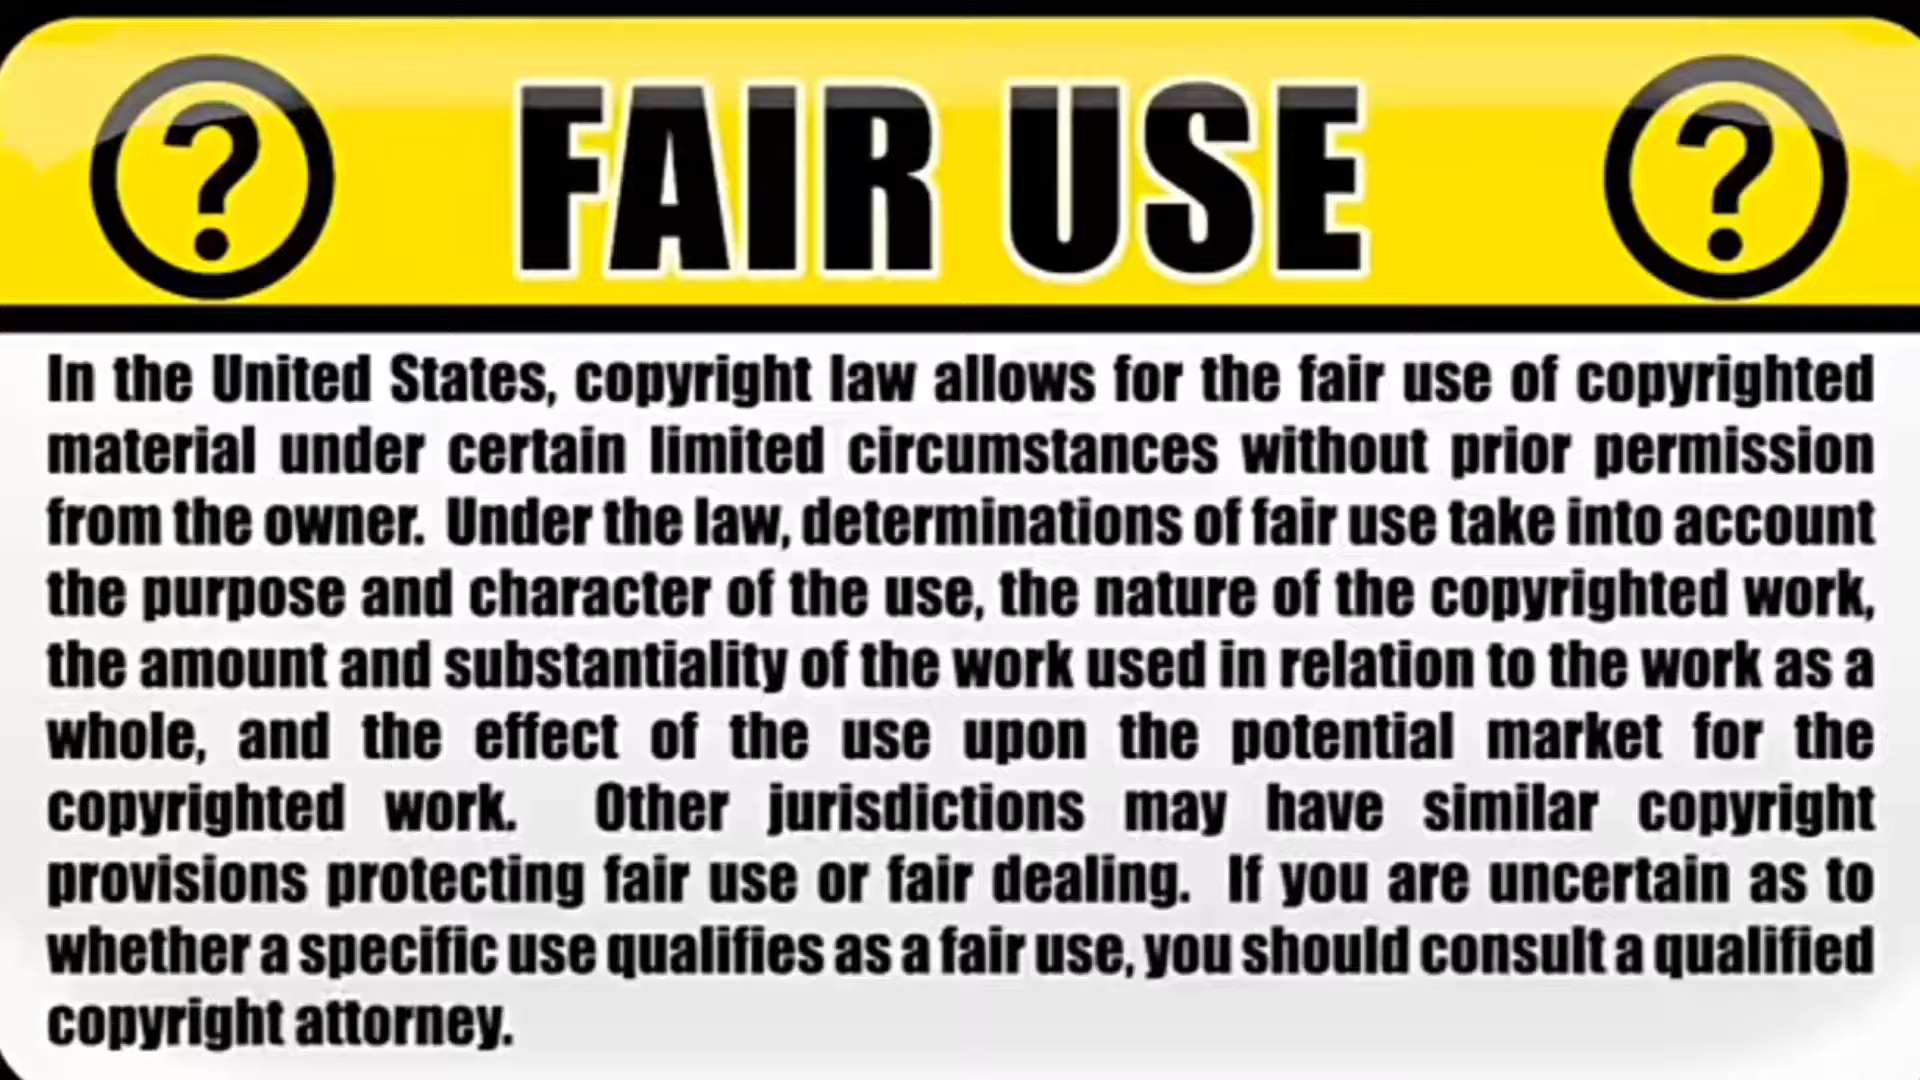 ? FAIR USE ?
In the United States, copyright law allows for the fair use of copyrighted
material under certain limited circumstances without prior permission
from the owner. Under the law, determinations of fair use take into account
the purpose and character of the use, the nature of the copyrighted work,
the amount and substantiality of the work used in relation to the work as a
whole, and the effect of the use upon the potential market for the
copyrighted work. Other jurisdictions may have similar copyright
provisions protecting fair use or fair dealing. If you are uncertain as to
whether a specific use qualifies as a fair use, you should consult a qualified
copyright attorney.